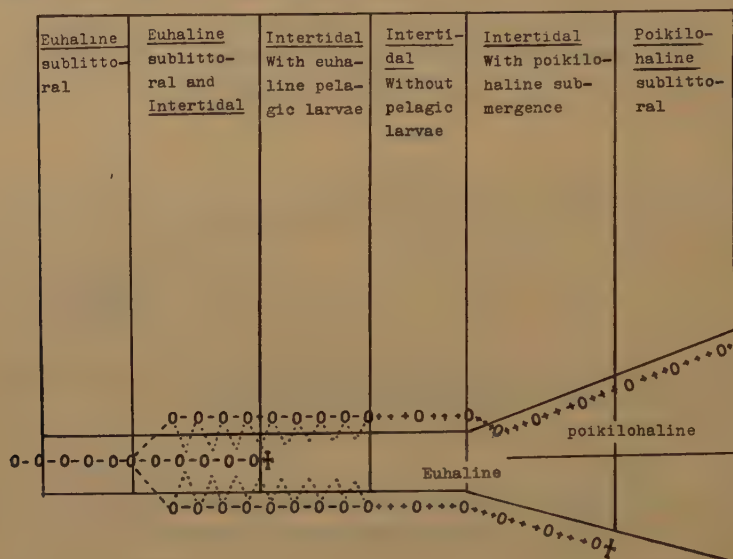 Euhaline
sublitto-
ral
Euhaline
sublitto-
ral and
Intertidal
Intertidal
With euha-
line pela-
gic larvae
Interti-
dal
Without
pelagic
larvae
Intertidal
With poikilo-
haline sub-
mergence
Poikilo-
haline
sublitto-
ral
poikilohaline
Euhaline